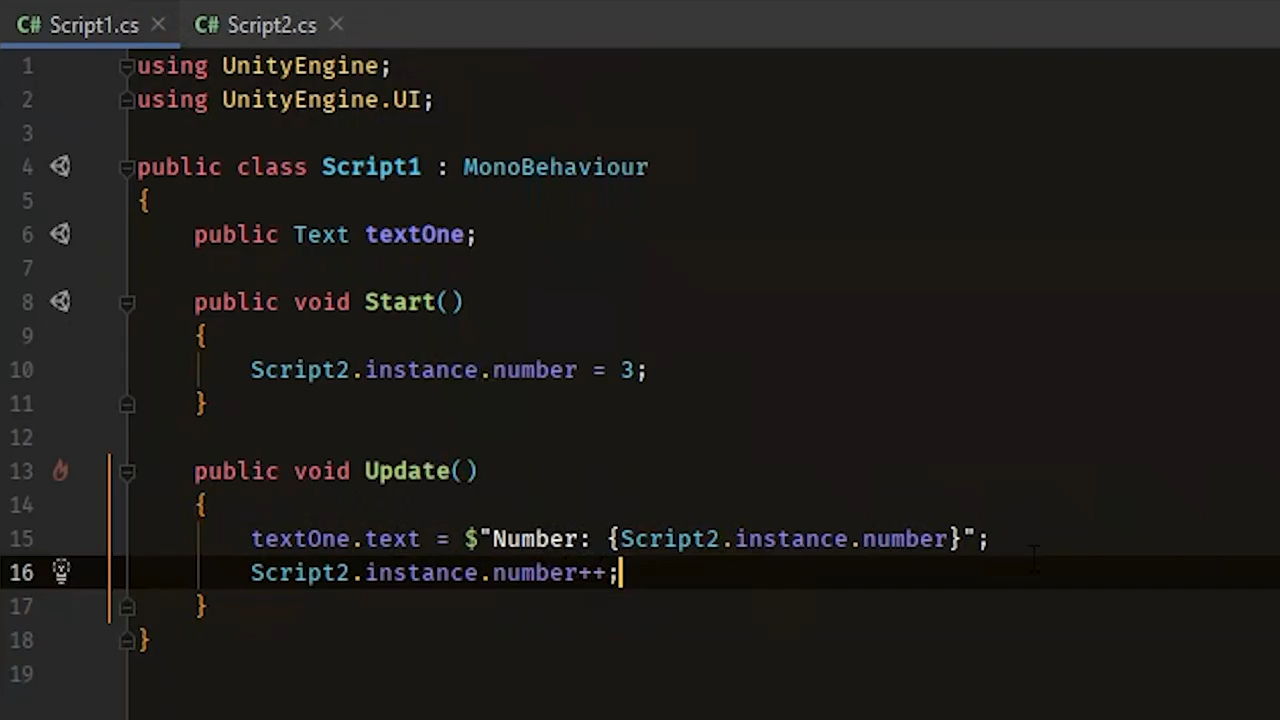 C# Script1.cs × C# Script2.cs ×
1 using UnityEngine;
2 using UnityEngine.UI;
3
4 public class Script1 : MonoBehaviour
5 {
6 public Text textOne;
7
8 public void Start()
9 {
10 Script2.instance.number = 3;
11 }
12
13 public void Update()
14 {
15 textOne.text = $"Number: {Script2.instance.number}";
16 Script2.instance.number++;
17 }
18 }
19